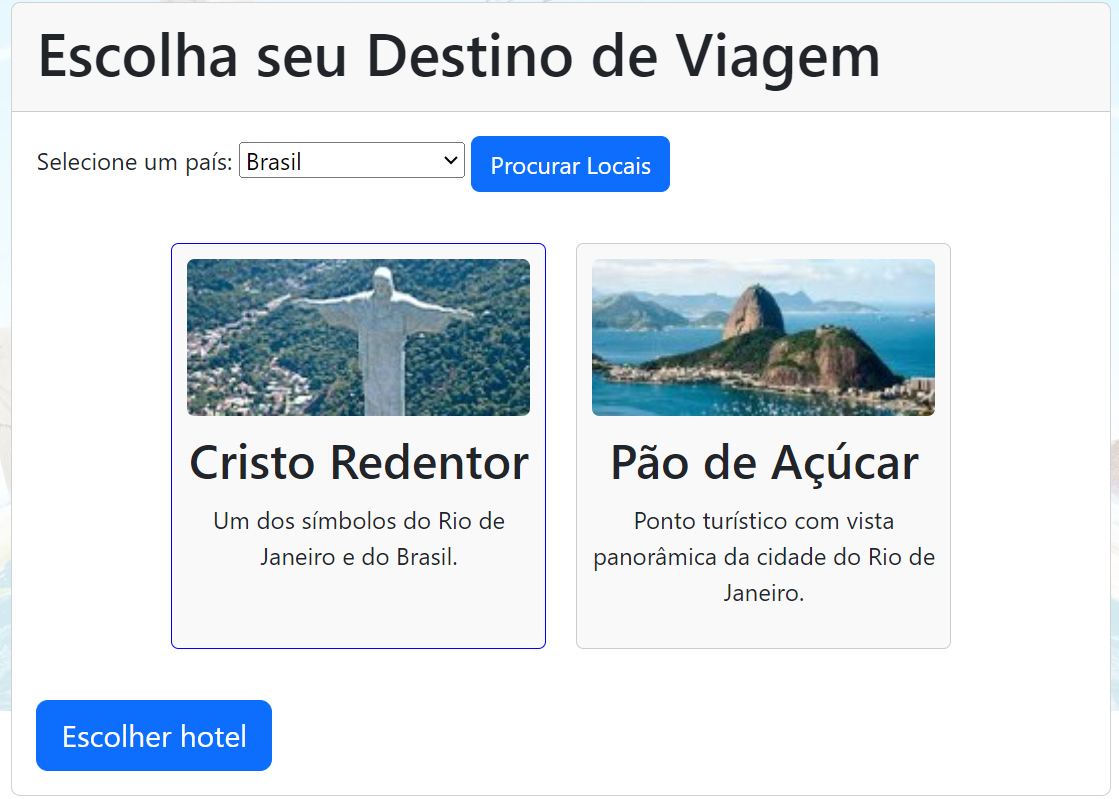 Escolha seu Destino de Viagem
Selecione um país: Brasil Procurar Locais
Cristo Redentor
Um dos símbolos do Rio de
Janeiro e do Brasil.
Pão de Açúcar
Ponto turístico com vista
panorâmica da cidade do Rio de
Janeiro.
Escolher hotel